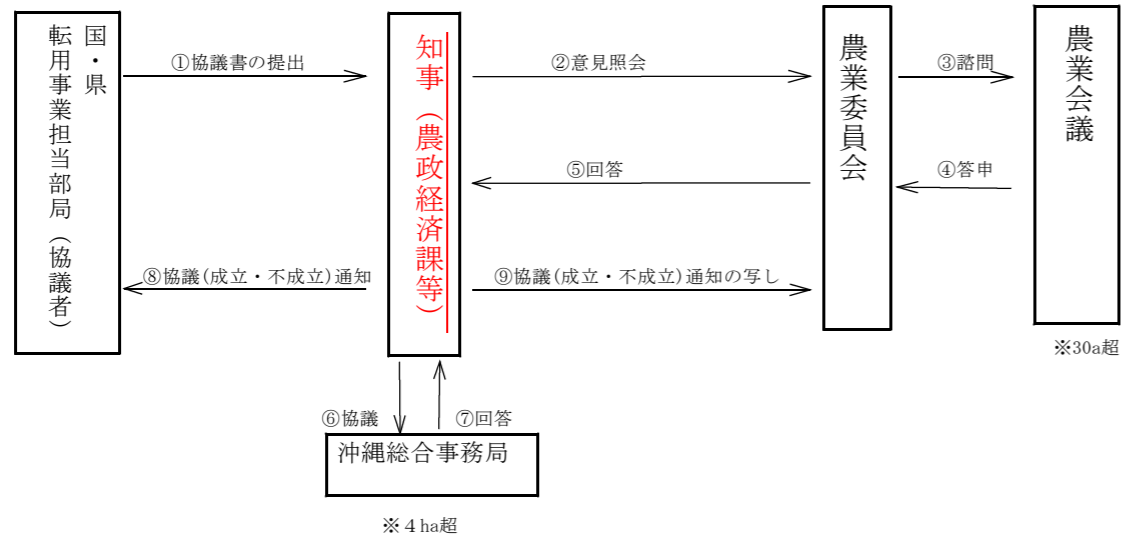 国・県
転用事業担当部局（協議者）
①協議書の提出
知事（農政経済課等）
②意見照会
農業委員会
③諮問
農業会議
④答申
⑤回答
⑧協議(成立・不成立)通知
⑨協議(成立・不成立)通知の写し
※30a超
⑥協議
⑦回答
沖縄総合事務局
※４ha超